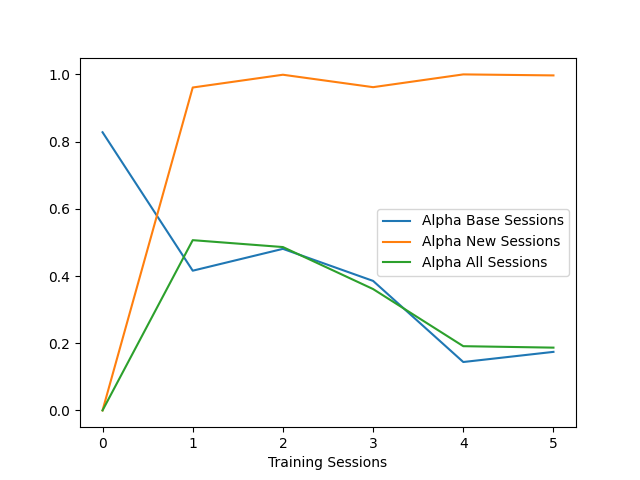 1.0
0.8
0.6
0.4
0.2
0.0
Alpha Base Sessions
Alpha New Sessions
Alpha All Sessions
0 1 2 3 4 5
Training Sessions